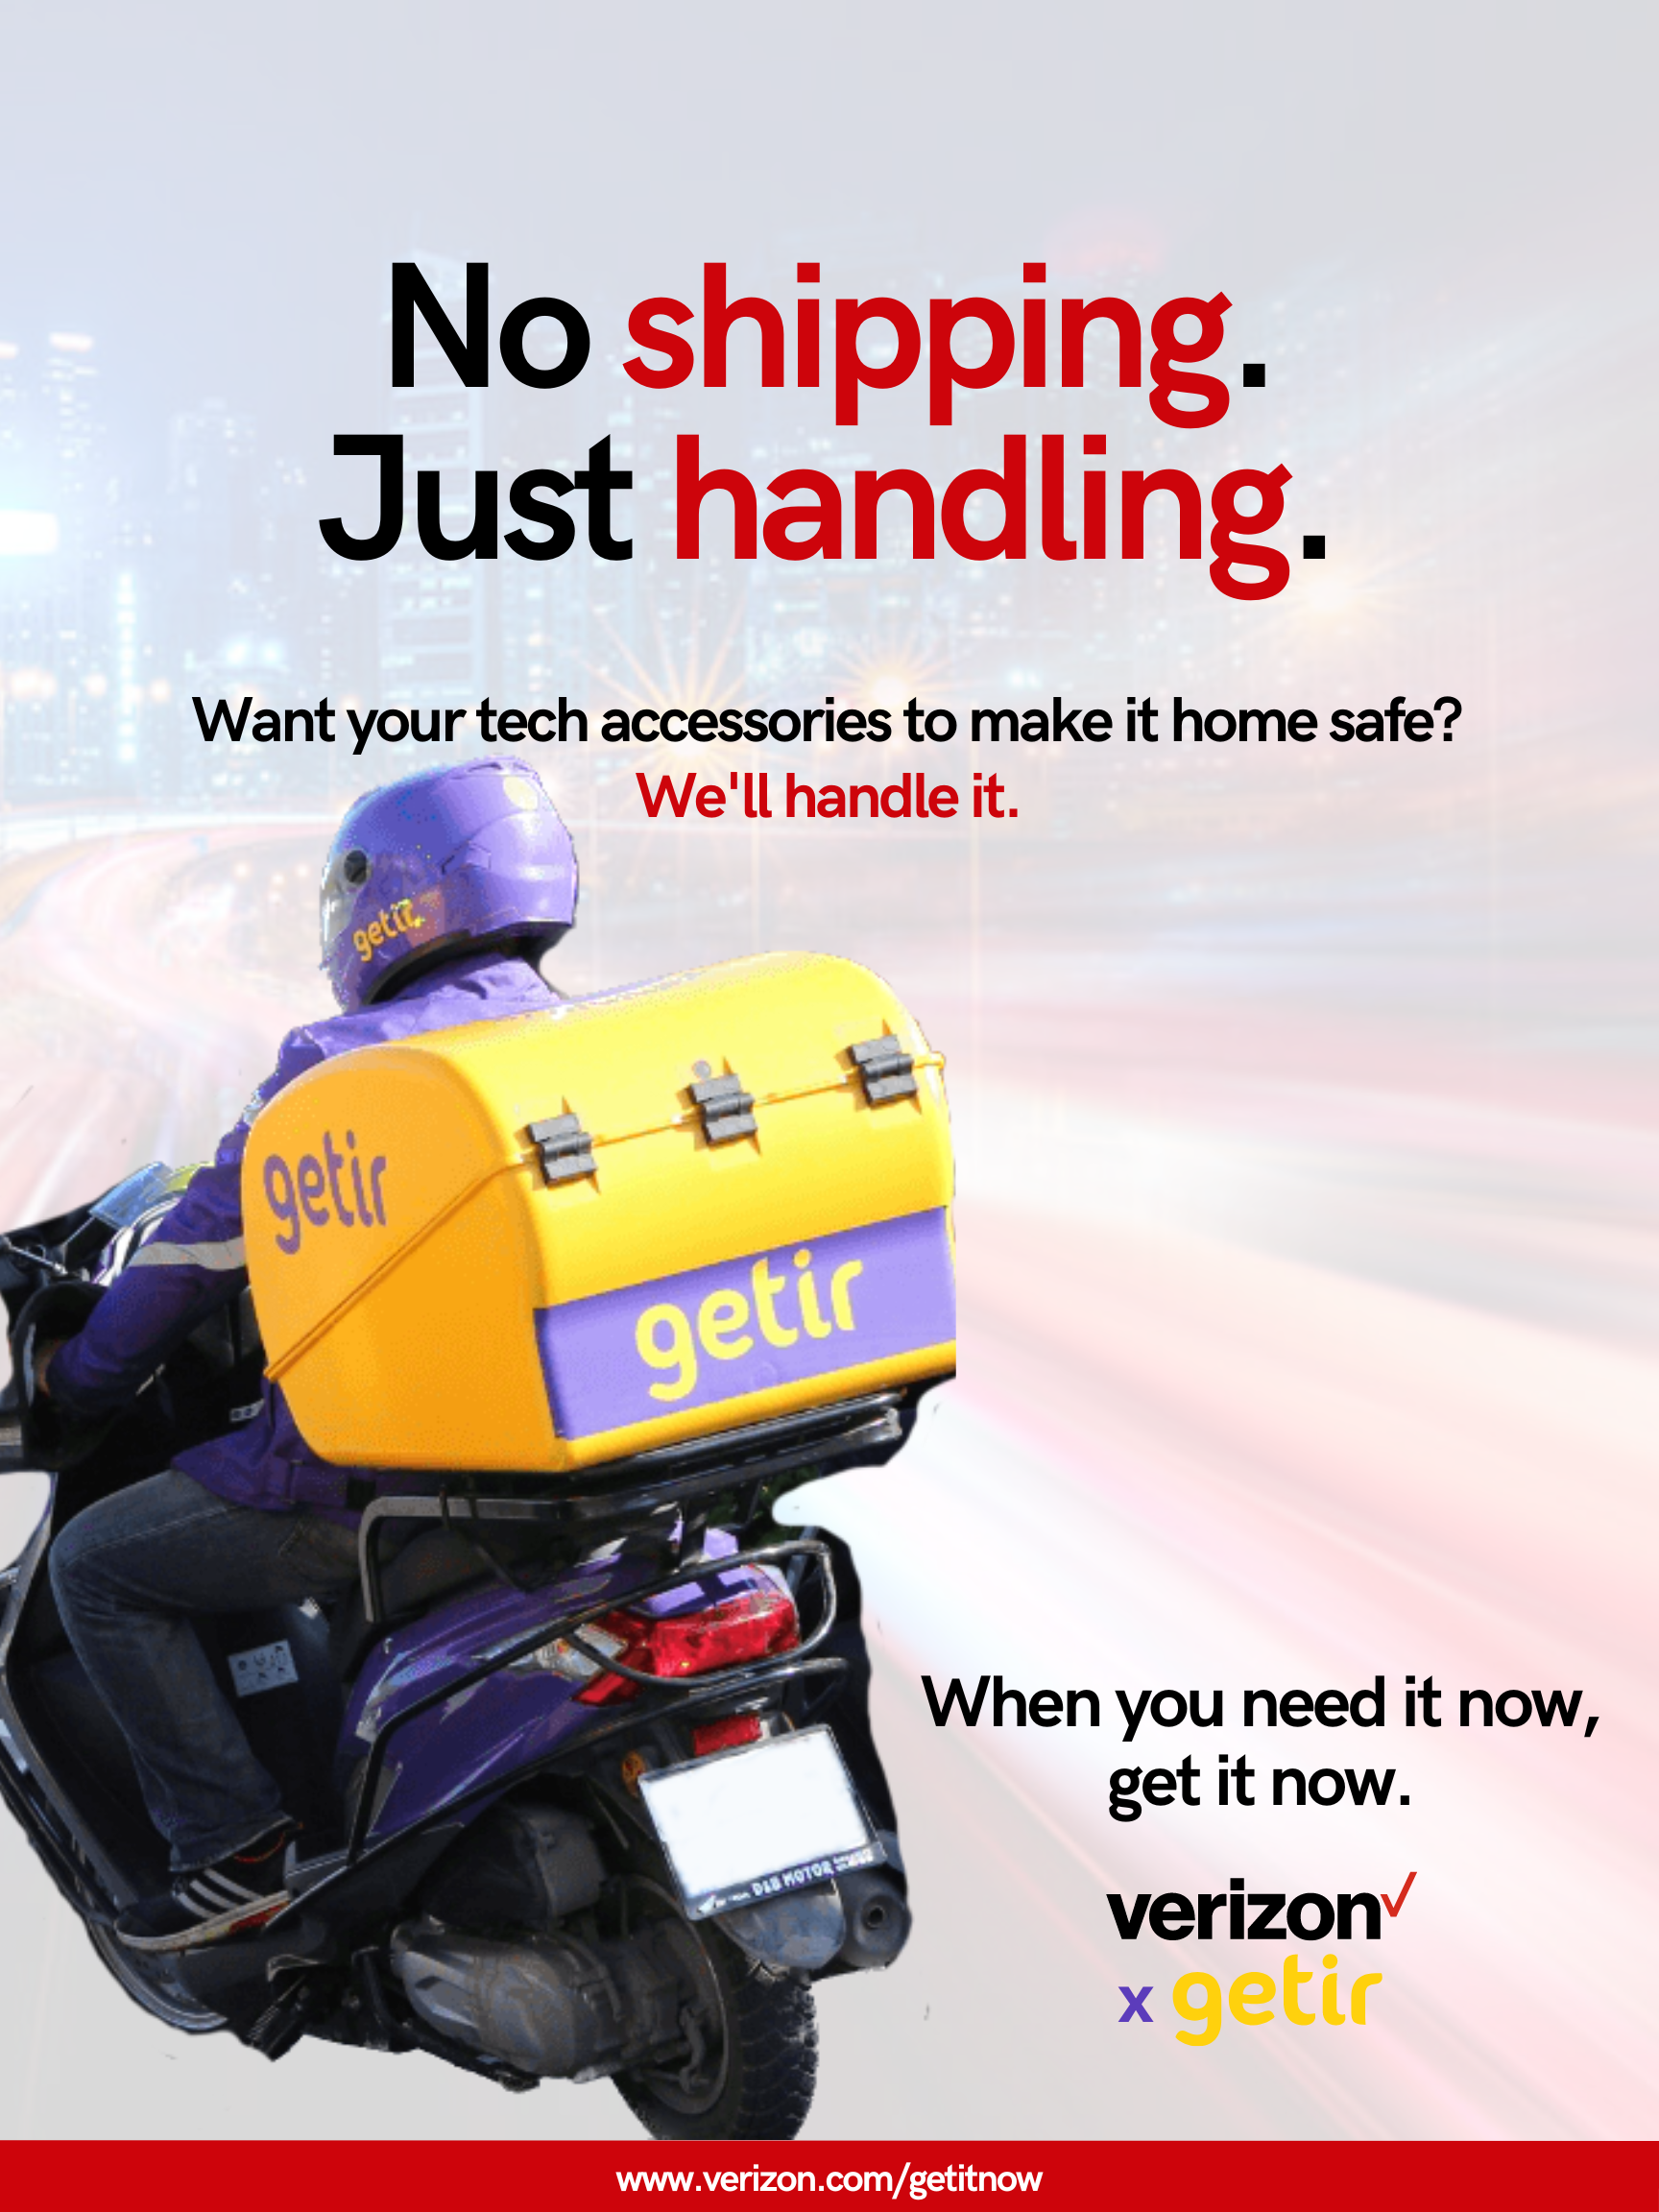 No shipping.
Just handling.
Want your tech accessories to make it home safe?
We'll handle it.
getir
getir
getir
D&B MOTOR
When you need it now,
get it now.
verizon✓
x getir
www.verizon.com/getitnow